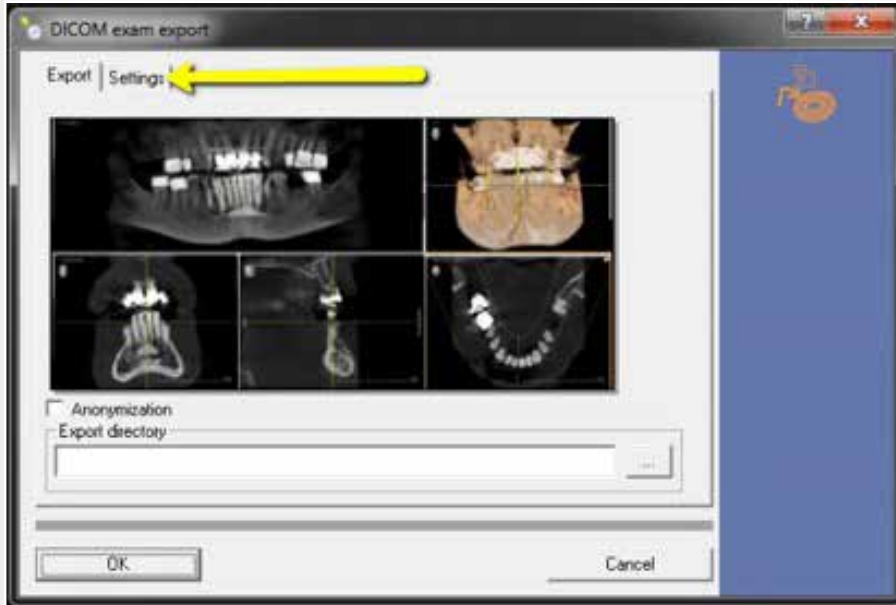 DICOM exam export
Export
Settings
Anonymization
Export directory
...
OK
Cancel